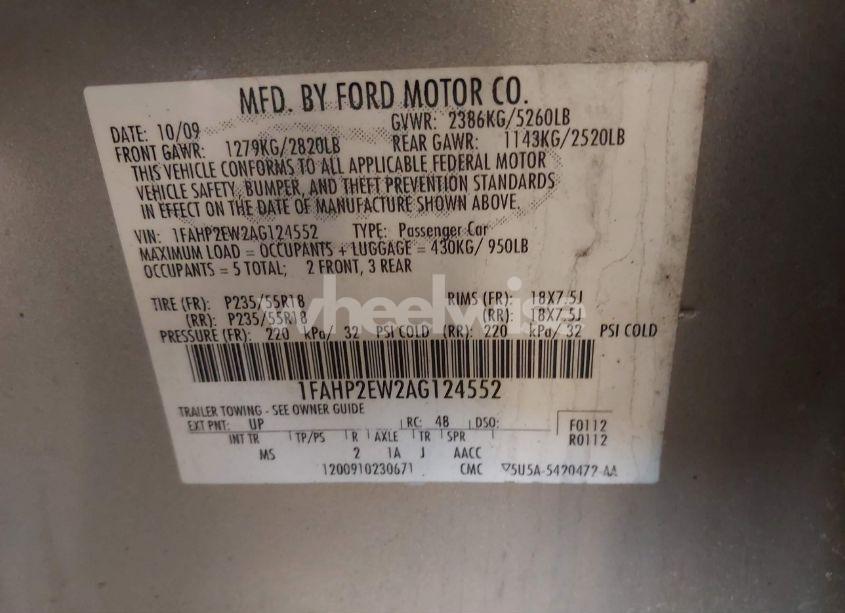 MFD. BY FORD MOTOR CO.
DATE: 10/09 GVWR: 2386KG/5260LB
FRONT GAWR: 1279KG/2820LB REAR GAWR: 1143KG/2520LB
THIS VEHICLE CONFORMS TO ALL APPLICABLE FEDERAL MOTOR
VEHICLE SAFETY, BUMPER, AND THEFT PREVENTION STANDARDS
IN EFFECT ON THE DATE OF MANUFACTURE SHOWN ABOVE.
VIN: 1FAHP2EW2AG124552 TYPE: Passenger Car
MAXIMUM LOAD = OCCUPANTS + LUGGAGE = 430KG/ 950LB
OCCUPANTS = 5 TOTAL; 2 FRONT, 3 REAR
TIRE (FR): P235/55R18 RIMS (FR): 18X7.5J
(RR): P235/55R18 (RR): 18X7.5J
wheelwise
PRESSURE (FR): 220 kPa/ 32 PSI COLD (RR): 220 kPa/ 32 PSI COLD
1FAHP2EW2AG124552
TRAILER TOWING - SEE OWNER GUIDE
EXT PNT: UP RC: 48 DSO: F0112
INT TR TP/PS R AXLE TR SPR R0112
MS 2 1A J AACC
1200910230671 CMC 5U5A-5420472-AA